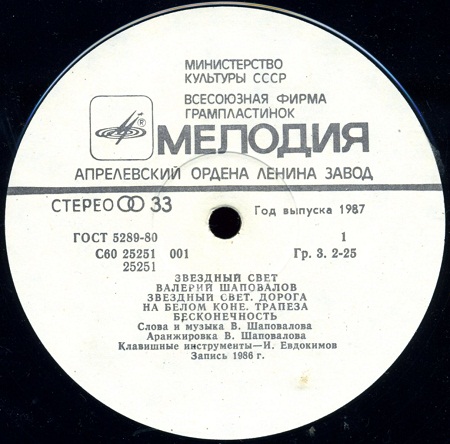 МИНИСТЕРСТВО
КУЛЬТУРЫ СССР
ВСЕСОЮЗНАЯ ФИРМА
ГРАМПЛАСТИНОК
®
МЕЛОДИЯ
АПРЕЛЕВСКИЙ ОРДЕНА ЛЕНИНА ЗАВОД
СТЕРЕО 33 Год выпуска 1987
ГОСТ 5289-80 1
С60 25251 001 Гр. 3. 2-25
25251
ЗВЕЗДНЫЙ СВЕТ
ВАЛЕРИЙ ШАПОВАЛОВ
ЗВЕЗДНЫЙ СВЕТ. ДОРОГА
НА БЕЛОМ КОНЕ. ТРАПЕЗА
БЕСКОНЕЧНОСТЬ
Слова и музыка В. Шаповалова
Аранжировка В. Шаповалова
Клавишные инструменты—И. Евдокимов
Запись 1986 г.